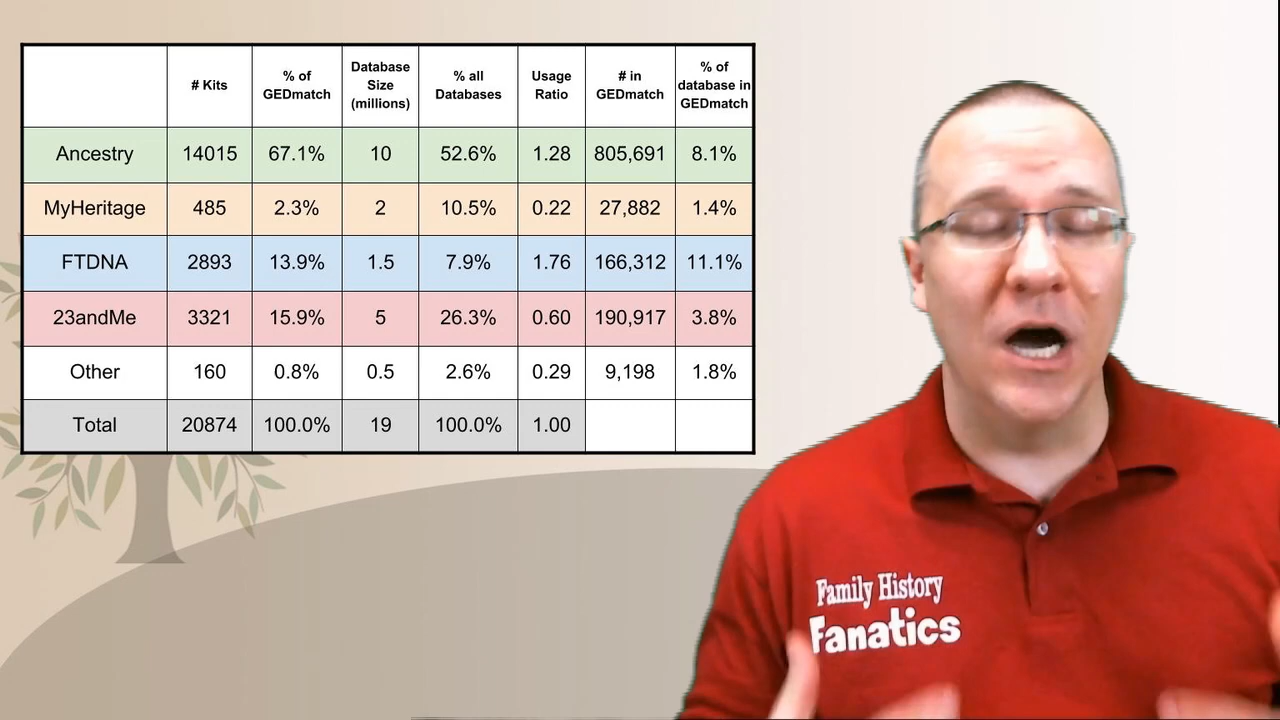 # Kits
% of
GEDmatch
Database
Size
(millions)
% all
Databases
Usage
Ratio
# in
GEDmatch
% of
database in
GEDmatch
Ancestry 14015 67.1% 10 52.6% 1.28 805,691 8.1%
MyHeritage 485 2.3% 2 10.5% 0.22 27,882 1.4%
FTDNA 2893 13.9% 1.5 7.9% 1.76 166,312 11.1%
23andMe 3321 15.9% 5 26.3% 0.60 190,917 3.8%
Other 160 0.8% 0.5 2.6% 0.29 9,198 1.8%
Total 20874 100.0% 19 100.0% 1.00
Family History
Fanatics